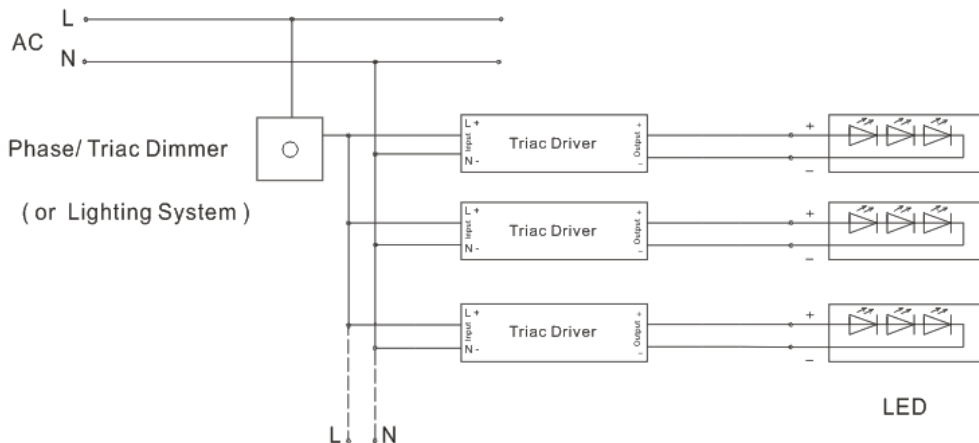 L
AC
N
Phase/ Triac Dimmer
( or Lighting System )
L +
Input
N -
Triac Driver
+
Output
–
+
–
L +
Input
N -
Triac Driver
+
Output
–
+
–
L +
Input
N -
Triac Driver
+
Output
–
+
–
LED
L N